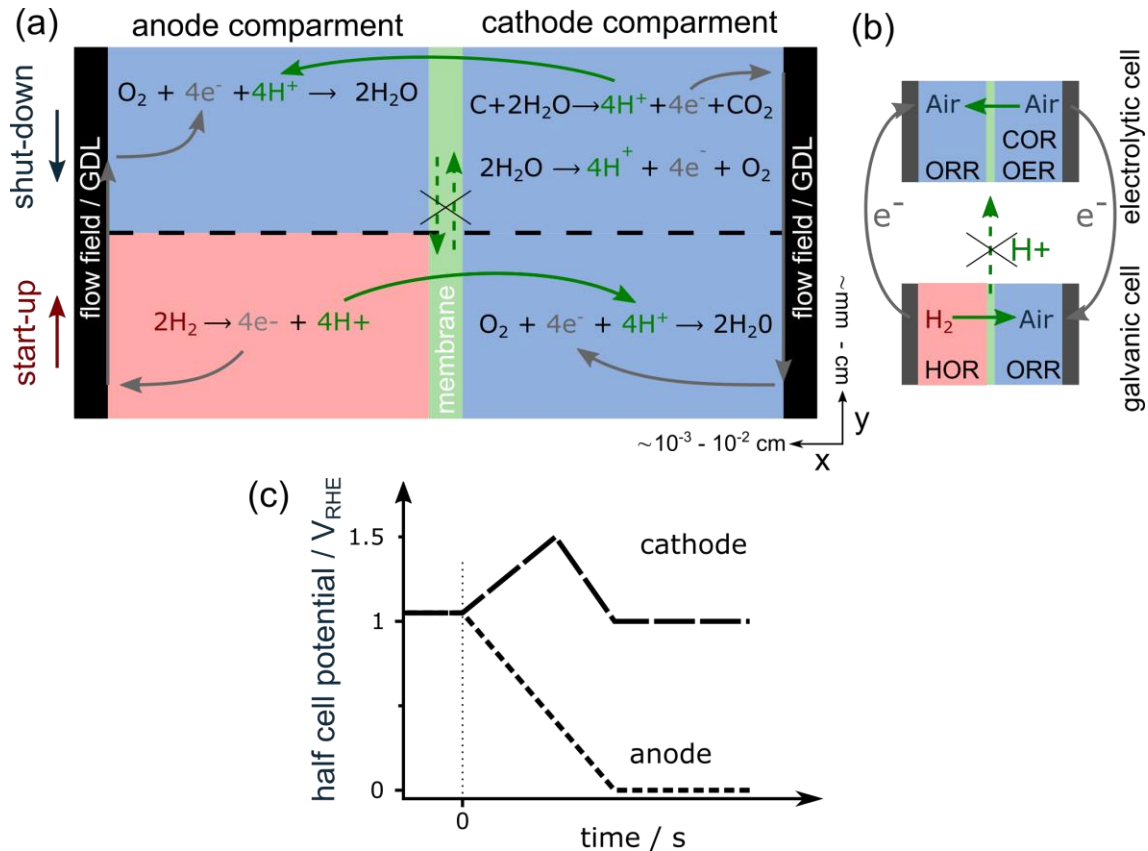 (a)
anode comparment
cathode comparment
(b)
shut-down
start-up
flow field / GDL
O₂ + 4e⁻ +4H⁺ → 2H₂O
C+2H₂O→4H⁺+4e⁻+CO₂
2H₂O → 4H⁺ + 4e⁻ + O₂
2H₂ → 4e- + 4H+
O₂ + 4e⁻ + 4H⁺ → 2H₂0
membrane
flow field / GDL
~mm - cm
y
~10⁻³ - 10⁻² cm
x
Air
Air
COR
ORR
OER
e⁻
e⁻
H+
H₂
Air
HOR
ORR
electrolytic cell
galvanic cell
(c)
half cell potential / V_RHE
1.5
1
0
cathode
anode
0
time / s